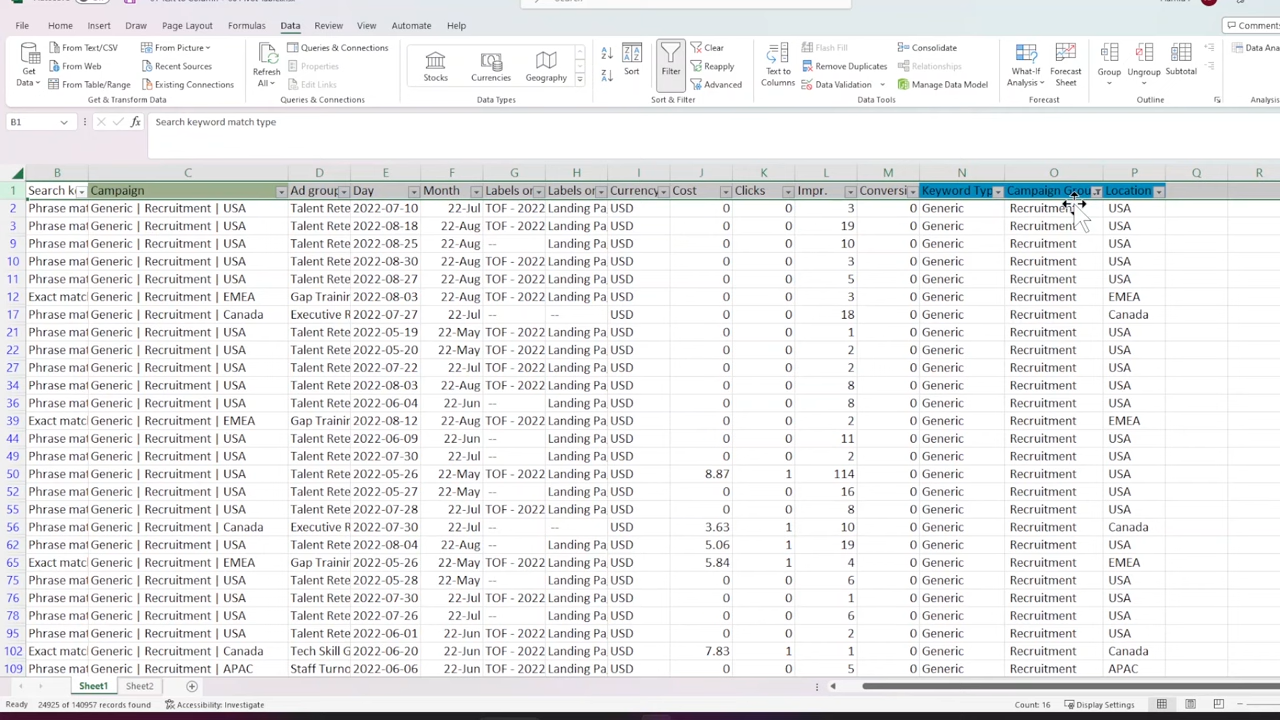 Home Insert Draw Page Layout Formulas Data Review View Automate Help Comments
Get Data
From Text/CSV
From Web
From Table/Range
From Picture
Recent Sources
Existing Connections
Get & Transform Data
Refresh All
Queries & Connections
Properties
Edit Links
Queries & Connections
Stocks Currencies Geography
Data Types
Sort Filter
Clear
Reapply
Advanced
Sort & Filter
Text to Columns
Flash Fill
Remove Duplicates
Data Validation
Consolidate
Relationships
Manage Data Model
Data Tools
What-If Analysis Forecast Sheet
Forecast
Group Ungroup Subtotal
Outline
Data Analy
Analysis
B1 fx Search keyword match type
B C D E F G H I J K L M N O P Q R
1 Search k Campaign Ad group Day Month Labels on Labels on Currency Cost Clicks Impr. Conversi Keyword Typ Campaign Grou Location
2 Phrase mat Generic | Recruitment | USA Talent Rete 2022-07-10 22-Jul TOF - 2022 Landing Pa USD 0 0 3 0 Generic Recruitment USA
3 Phrase mat Generic | Recruitment | USA Talent Rete 2022-08-18 22-Aug TOF - 2022 Landing Pa USD 0 0 19 0 Generic Recruitment USA
9 Phrase mat Generic | Recruitment | USA Talent Rete 2022-08-25 22-Aug -- Landing Pa USD 0 0 10 0 Generic Recruitment USA
10 Phrase mat Generic | Recruitment | USA Talent Rete 2022-08-30 22-Aug TOF - 2022 Landing Pa USD 0 0 3 0 Generic Recruitment USA
11 Phrase mat Generic | Recruitment | USA Talent Rete 2022-08-27 22-Aug TOF - 2022 Landing Pa USD 0 0 5 0 Generic Recruitment USA
12 Exact matc Generic | Recruitment | EMEA Gap Trainin 2022-08-03 22-Aug TOF - 2022 Landing Pa USD 0 0 3 0 Generic Recruitment EMEA
17 Phrase mat Generic | Recruitment | Canada Executive R 2022-07-27 22-Jul -- -- USD 0 0 18 0 Generic Recruitment Canada
21 Phrase mat Generic | Recruitment | USA Talent Rete 2022-05-19 22-May TOF - 2022 Landing Pa USD 0 0 1 0 Generic Recruitment USA
22 Phrase mat Generic | Recruitment | USA Talent Rete 2022-05-20 22-May TOF - 2022 Landing Pa USD 0 0 2 0 Generic Recruitment USA
27 Phrase mat Generic | Recruitment | USA Talent Rete 2022-07-22 22-Jul TOF - 2022 Landing Pa USD 0 0 2 0 Generic Recruitment USA
34 Phrase mat Generic | Recruitment | USA Talent Rete 2022-08-03 22-Aug TOF - 2022 Landing Pa USD 0 0 8 0 Generic Recruitment USA
36 Phrase mat Generic | Recruitment | USA Talent Rete 2022-06-04 22-Jun -- Landing Pa USD 0 0 8 0 Generic Recruitment USA
39 Exact matc Generic | Recruitment | EMEA Gap Trainin 2022-08-12 22-Aug TOF - 2022 Landing Pa USD 0 0 2 0 Generic Recruitment EMEA
44 Phrase mat Generic | Recruitment | USA Talent Rete 2022-06-09 22-Jun -- Landing Pa USD 0 0 11 0 Generic Recruitment USA
49 Phrase mat Generic | Recruitment | USA Talent Rete 2022-07-30 22-Jul -- Landing Pa USD 0 0 2 0 Generic Recruitment USA
50 Phrase mat Generic | Recruitment | USA Talent Rete 2022-05-26 22-May TOF - 2022 Landing Pa USD 8.87 1 114 0 Generic Recruitment USA
52 Phrase mat Generic | Recruitment | USA Talent Rete 2022-05-27 22-May -- Landing Pa USD 0 0 16 0 Generic Recruitment USA
55 Phrase mat Generic | Recruitment | USA Talent Rete 2022-07-28 22-Jul TOF - 2022 Landing Pa USD 0 0 8 0 Generic Recruitment USA
56 Phrase mat Generic | Recruitment | Canada Executive R 2022-07-30 22-Jul -- -- USD 3.63 1 10 0 Generic Recruitment Canada
62 Phrase mat Generic | Recruitment | USA Talent Rete 2022-08-04 22-Aug -- Landing Pa USD 5.06 1 19 0 Generic Recruitment USA
65 Exact matc Generic | Recruitment | EMEA Gap Trainin 2022-05-26 22-May TOF - 2022 Landing Pa USD 5.84 1 4 0 Generic Recruitment EMEA
75 Phrase mat Generic | Recruitment | USA Talent Rete 2022-05-28 22-May -- Landing Pa USD 0 0 6 0 Generic Recruitment USA
76 Phrase mat Generic | Recruitment | USA Talent Rete 2022-07-30 22-Jul TOF - 2022 Landing Pa USD 0 0 1 0 Generic Recruitment USA
78 Phrase mat Generic | Recruitment | USA Talent Rete 2022-07-26 22-Jul -- Landing Pa USD 0 0 6 0 Generic Recruitment USA
95 Phrase mat Generic | Recruitment | USA Talent Rete 2022-06-01 22-Jun TOF - 2022 Landing Pa USD 0 0 2 0 Generic Recruitment USA
102 Exact matc Generic | Recruitment | Canada Tech Skill G 2022-06-20 22-Jun TOF - 2022 Landing Pa USD 7.83 1 1 0 Generic Recruitment Canada
109 Phrase mat Generic | Recruitment | APAC Staff Turno 2022-06-06 22-Jun TOF - 2022 Landing Pa USD 0 0 5 0 Generic Recruitment APAC
Sheet1 Sheet2
Ready 24925 of 140957 records found Accessibility: Investigate Count: 16 Display Settings